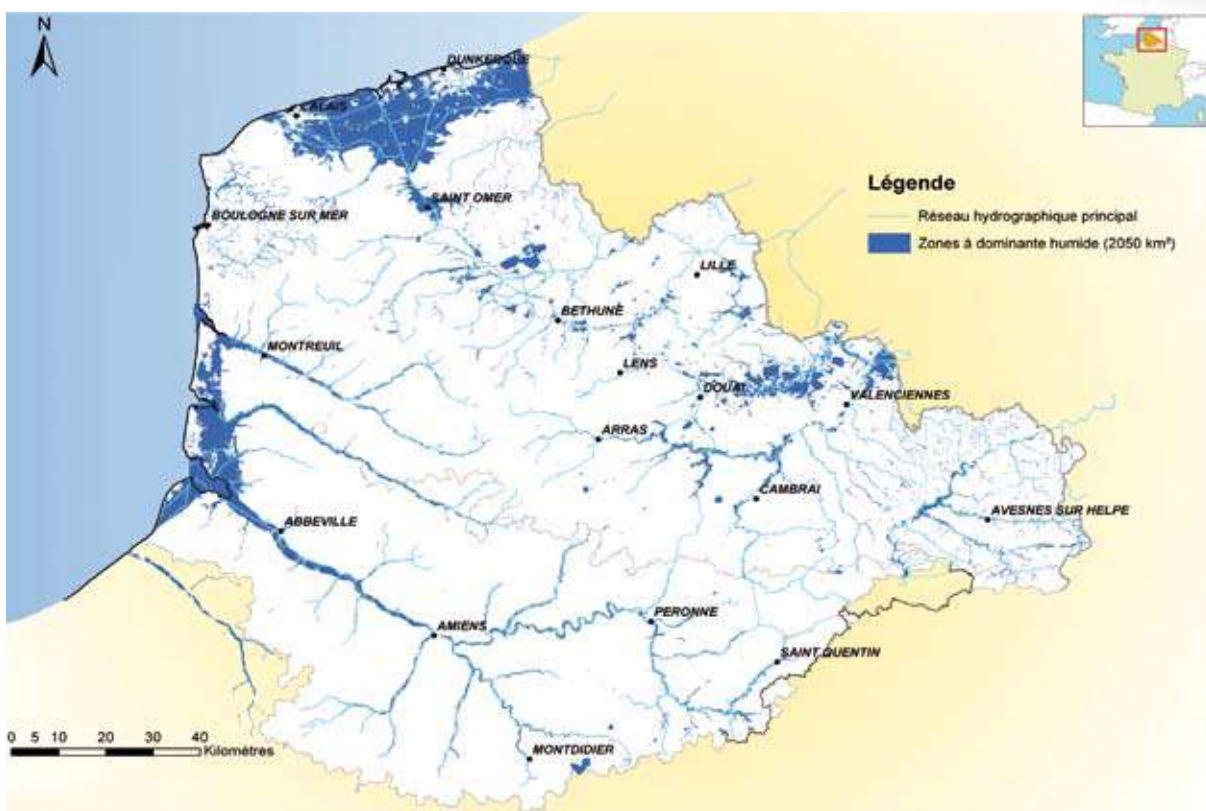 N
DUNKERQUE
CALAIS
SAINT OMER
BOULOGNE SUR MER
Légende
Réseau hydrographique principal
Zones à dominante humide (2050 km²)
LILLE
BETHUNE
MONTREUIL
LENS
DOUAI
VALENCIENNES
ARRAS
CAMBRAI
AVESNES SUR HELPE
ABBEVILLE
PERONNE
AMIENS
SAINT QUENTIN
0 5 10 20 30 40
Kilomètres
MONTDIDIER